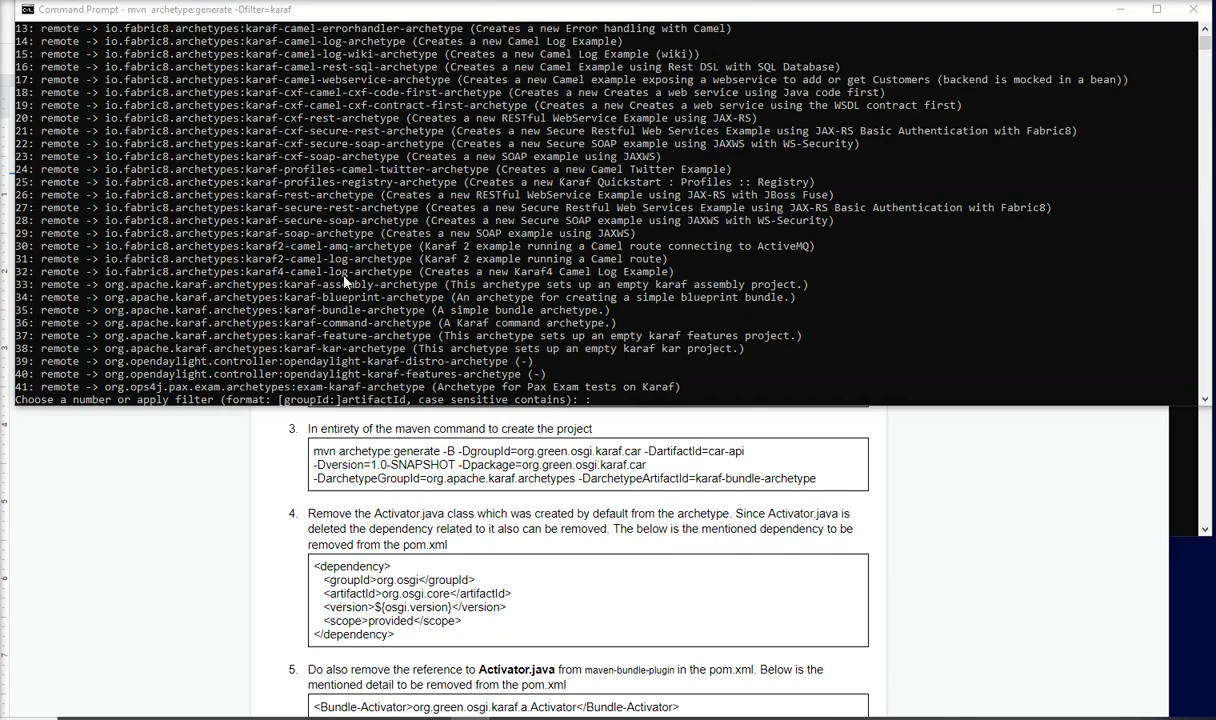 Command Prompt - mvn archetype:generate -Dfilter=karaf
13: remote -> io.fabric8.archetypes:karaf-camel-errorhandler-archetype (Creates a new Error handling with Camel)
14: remote -> io.fabric8.archetypes:karaf-camel-log-archetype (Creates a new Camel Log Example)
15: remote -> io.fabric8.archetypes:karaf-camel-log-wiki-archetype (Creates a new Camel Log Example (wiki))
16: remote -> io.fabric8.archetypes:karaf-camel-rest-sql-archetype (Creates a new Camel Example using Rest DSL with SQL Database)
17: remote -> io.fabric8.archetypes:karaf-camel-webservice-archetype (Creates a new Camel example exposing a webservice to add or get Customers (backend is mocked in a bean))
18: remote -> io.fabric8.archetypes:karaf-cxf-camel-cxf-code-first-archetype (Creates a new Creates a web service using Java code first)
19: remote -> io.fabric8.archetypes:karaf-cxf-camel-cxf-contract-first-archetype (Creates a new Creates a web service using the WSDL contract first)
20: remote -> io.fabric8.archetypes:karaf-cxf-rest-archetype (Creates a new RESTful WebService Example using JAX-RS)
21: remote -> io.fabric8.archetypes:karaf-cxf-secure-rest-archetype (Creates a new Secure Restful Web Services Example using JAX-RS Basic Authentication with Fabric8)
22: remote -> io.fabric8.archetypes:karaf-cxf-secure-soap-archetype (Creates a new Secure SOAP example using JAXWS with WS-Security)
23: remote -> io.fabric8.archetypes:karaf-cxf-soap-archetype (Creates a new SOAP example using JAXWS)
24: remote -> io.fabric8.archetypes:karaf-profiles-camel-twitter-archetype (Creates a new Camel Twitter Example)
25: remote -> io.fabric8.archetypes:karaf-profiles-registry-archetype (Creates a new Karaf Quickstart : Profiles :: Registry)
26: remote -> io.fabric8.archetypes:karaf-rest-archetype (Creates a new RESTful WebService Example using JAX-RS with JBoss Fuse)
27: remote -> io.fabric8.archetypes:karaf-secure-rest-archetype (Creates a new Secure Restful Web Services Example using JAX-RS Basic Authentication with Fabric8)
28: remote -> io.fabric8.archetypes:karaf-secure-soap-archetype (Creates a new Secure SOAP example using JAXWS with WS-Security)
29: remote -> io.fabric8.archetypes:karaf-soap-archetype (Creates a new SOAP example using JAXWS)
30: remote -> io.fabric8.archetypes:karaf2-camel-amq-archetype (Karaf 2 example running a Camel route connecting to ActiveMQ)
31: remote -> io.fabric8.archetypes:karaf2-camel-log-archetype (Karaf 2 example running a Camel route)
32: remote -> io.fabric8.archetypes:karaf4-camel-log-archetype (Creates a new Karaf4 Camel Log Example)
33: remote -> org.apache.karaf.archetypes:karaf-assembly-archetype (This archetype sets up an empty karaf assembly project.)
34: remote -> org.apache.karaf.archetypes:karaf-blueprint-archetype (An archetype for creating a simple blueprint bundle.)
35: remote -> org.apache.karaf.archetypes:karaf-bundle-archetype (A simple bundle archetype.)
36: remote -> org.apache.karaf.archetypes:karaf-command-archetype (A Karaf command archetype.)
37: remote -> org.apache.karaf.archetypes:karaf-feature-archetype (This archetype sets up an empty karaf features project.)
38: remote -> org.apache.karaf.archetypes:karaf-kar-archetype (This archetype sets up an empty karaf kar project.)
39: remote -> org.opendaylight.controller:opendaylight-karaf-distro-archetype (-)
40: remote -> org.opendaylight.controller:opendaylight-karaf-features-archetype (-)
41: remote -> org.ops4j.pax.exam.archetypes:exam-karaf-archetype (Archetype for Pax Exam tests on Karaf)
Choose a number or apply filter (format: [groupId:]artifactId, case sensitive contains): :
3. In entirety of the maven command to create the project
mvn archetype:generate -B -DgroupId=org.green.osgi.karaf.car -DartifactId=car-api
-Dversion=1.0-SNAPSHOT -Dpackage=org.green.osgi.karaf.car
-DarchetypeGroupId=org.apache.karaf.archetypes -DarchetypeArtifactId=karaf-bundle-archetype
4. Remove the Activator.java class which was created by default from the archetype. Since Activator.java is
deleted the dependency related to it also can be removed. The below is the mentioned dependency to be
removed from the pom.xml
<dependency>
<groupId>org.osgi</groupId>
<artifactId>org.osgi.core</artifactId>
<version>${osgi.version}</version>
<scope>provided</scope>
</dependency>
5. Do also remove the reference to Activator.java from maven-bundle-plugin in the pom.xml. Below is the
mentioned detail to be removed from the pom.xml
<Bundle-Activator>org.green.osgi.karaf.a.Activator</Bundle-Activator>
1
2
3
4
5
6
7